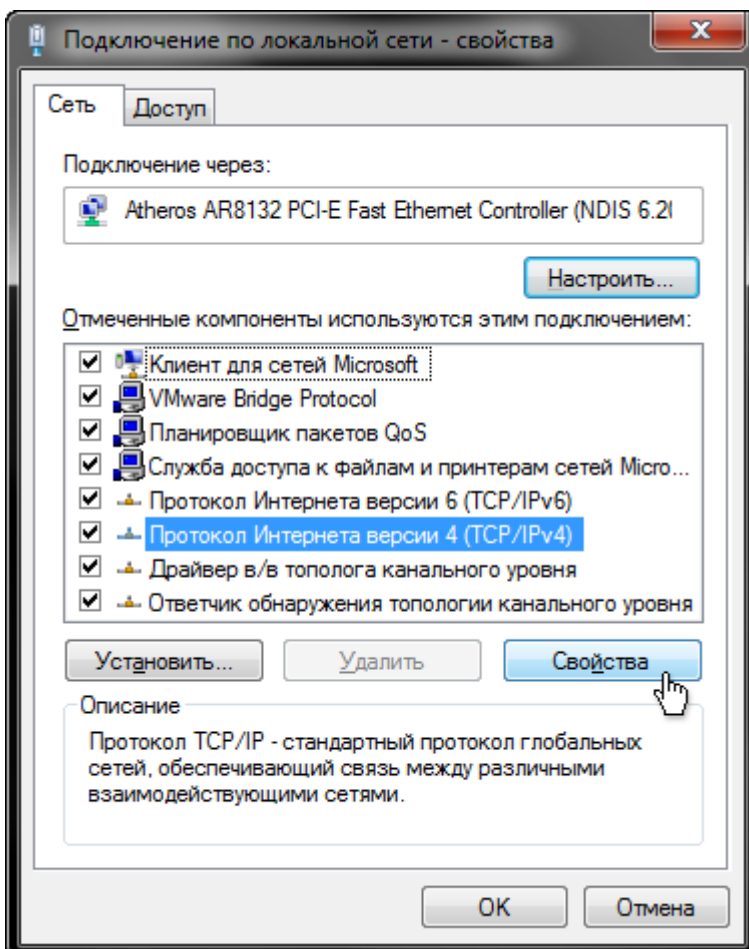 Подключение по локальной сети - свойства
Сеть
Доступ
Подключение через:
Atheros AR8132 PCI-E Fast Ethernet Controller (NDIS 6.20
Настроить...
Отмеченные компоненты используются этим подключением:
Клиент для сетей Microsoft
VMware Bridge Protocol
Планировщик пакетов QoS
Служба доступа к файлам и принтерам сетей Micro...
Протокол Интернета версии 6 (TCP/IPv6)
Протокол Интернета версии 4 (TCP/IPv4)
Драйвер в/в тополога канального уровня
Ответчик обнаружения топологии канального уровня
Установить...
Удалить
Свойства
Описание
Протокол TCP/IP - стандартный протокол глобальных
сетей, обеспечивающий связь между различными
взаимодействующими сетями.
OK
Отмена